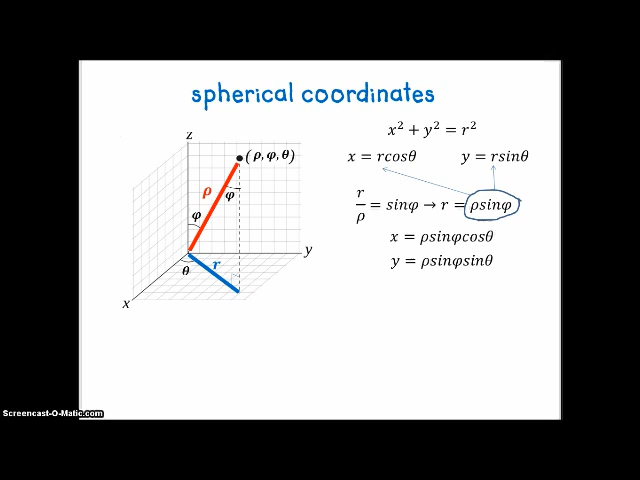 spherical coordinates
x² + y² = r²
x = rcosθ y = rsinθ
r/ρ = sinφ → r = ρsinφ
x = ρsinφcosθ
y = ρsinφsinθ
z
(ρ, φ, θ)
ρ
φ
φ
y
θ
r
x
Screencast-O-Matic.com